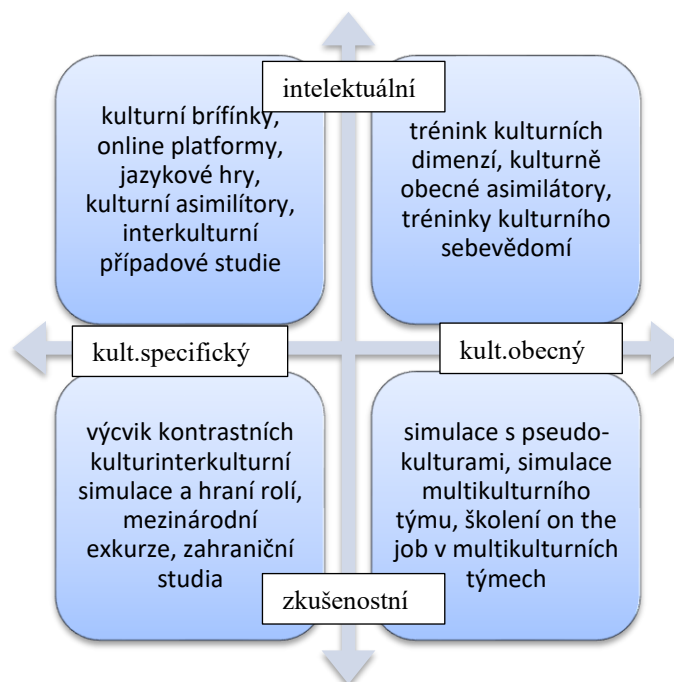 intelektuální
kulturní brífínky,
online platformy,
jazykové hry,
kulturní asimilítory,
interkulturní
případové studie
trénink kulturních
dimenzí, kulturně
obecné asimilátory,
tréninky kulturního
sebevědomí
kult.specifický
kult.obecný
výcvik kontrastních
kulturinterkulturní
simulace a hraní rolí,
mezinárodní
exkurze, zahraniční
studia
simulace s pseudo-
kulturami, simulace
multikulturního
týmu, školení on the
job v multikulturních
týmech
zkušenostní